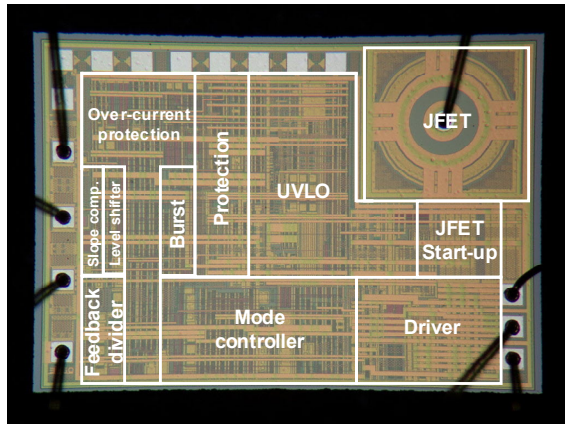 Over-current
protection
JFET
Protection
UVLO
Slope comp.
Level shifter
Burst
JFET
Start-up
Feedback
divider
Mode
controller
Driver